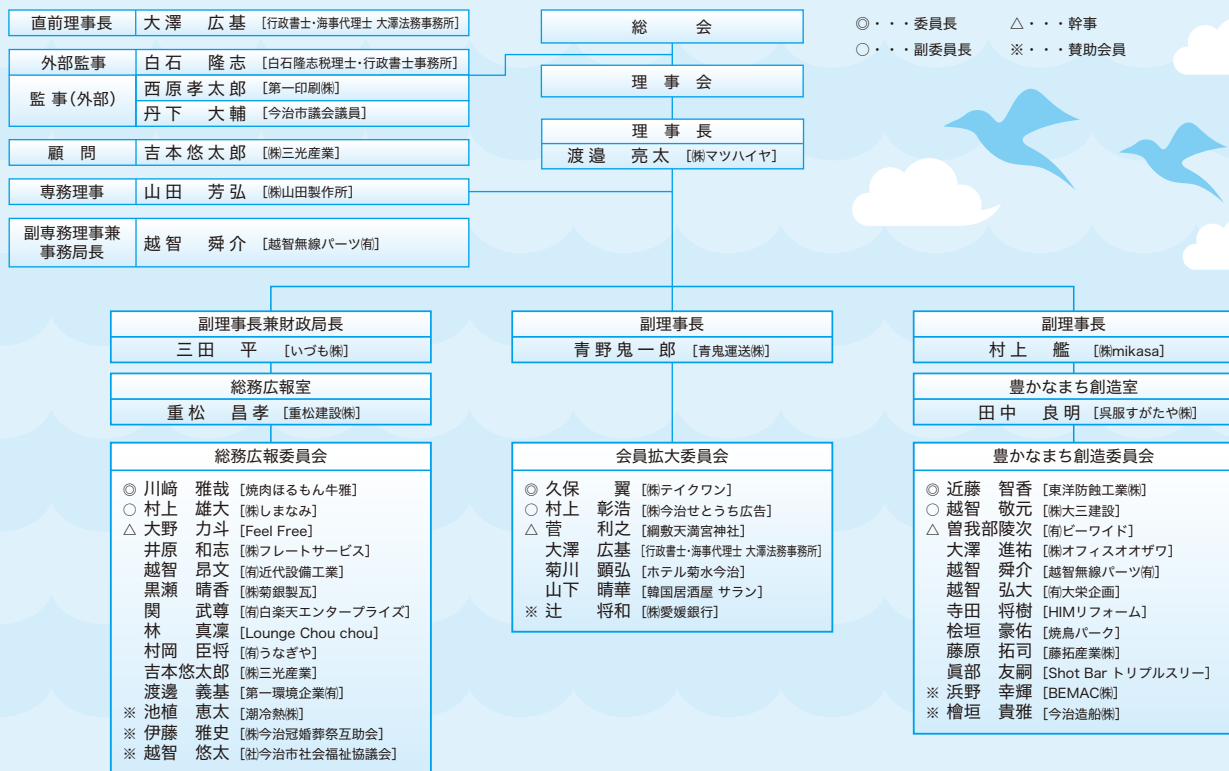 直前理事長 大澤 広基 [行政書士・海事代理士 大澤法務事務所]
外部監事 白石 隆志 [白石隆志税理士・行政書士事務所]
監事(外部) 西原孝太郎 [第一印刷㈱]
丹下 大輔 [今治市議会議員]
顧問 吉本悠太郎 [㈱三光産業]
専務理事 山田 芳弘 [㈱山田製作所]
副専務理事兼
事務局長 越智 舜介 [越智無線パーツ㈲]
総会
理事会
理事長
渡邉 亮太 [㈱マツハイヤ]
◎・・・委員長 △・・・幹事
○・・・副委員長 ※・・・賛助会員
副理事長兼財政局長
三田 平 [いづも㈱]
総務広報室
重松 昌孝 [重松建設㈱]
総務広報委員会
◎ 川﨑 雅哉 [焼肉ほるもん牛雅]
○ 村上 雄大 [㈱しまなみ]
△ 大野 力斗 [Feel Free]
井原 和志 [㈱フレートサービス]
越智 昂文 [㈲近代設備工業]
黒瀬 晴香 [㈱菊銀製瓦]
関 武尊 [㈲白楽天エンタープライズ]
林 真凜 [Lounge Chou chou]
村岡 臣将 [㈲うなぎや]
吉本悠太郎 [㈱三光産業]
渡邊 義基 [第一環境企業㈲]
※ 池植 恵太 [潮冷熱㈱]
※ 伊藤 雅史 [㈱今治冠婚葬祭互助会]
※ 越智 悠太 [㈳今治市社会福祉協議会]
副理事長
青野鬼一郎 [青鬼運送㈱]
会員拡大委員会
◎ 久保 翼 [㈱テイクワン]
○ 村上 彰浩 [㈱今治せとうち広告]
△ 菅 利之 [綱敷天満宮神社]
大澤 広基 [行政書士・海事代理士 大澤法務事務所]
菊川 顕弘 [ホテル菊水今治]
山下 晴華 [韓国居酒屋 サラン]
※ 辻 将和 [㈱愛媛銀行]
副理事長
村上 艦 [㈱mikasa]
豊かなまち創造室
田中 良明 [呉服すがたや㈱]
豊かなまち創造委員会
◎ 近藤 智香 [東洋防蝕工業㈱]
○ 越智 敬元 [㈱大三建設]
△ 曽我部陵次 [㈲ビーワイド]
大澤 進祐 [㈱オフィスオオザワ]
越智 舜介 [越智無線パーツ㈲]
越智 弘大 [㈲大栄企画]
寺田 将樹 [HIMリフォーム]
桧垣 豪佑 [焼鳥パーク]
藤原 拓司 [藤拓産業㈱]
眞部 友嗣 [Shot Bar トリプルスリー]
※ 浜野 幸輝 [BEMAC㈱]
※ 檜垣 貴雅 [今治造船㈱]